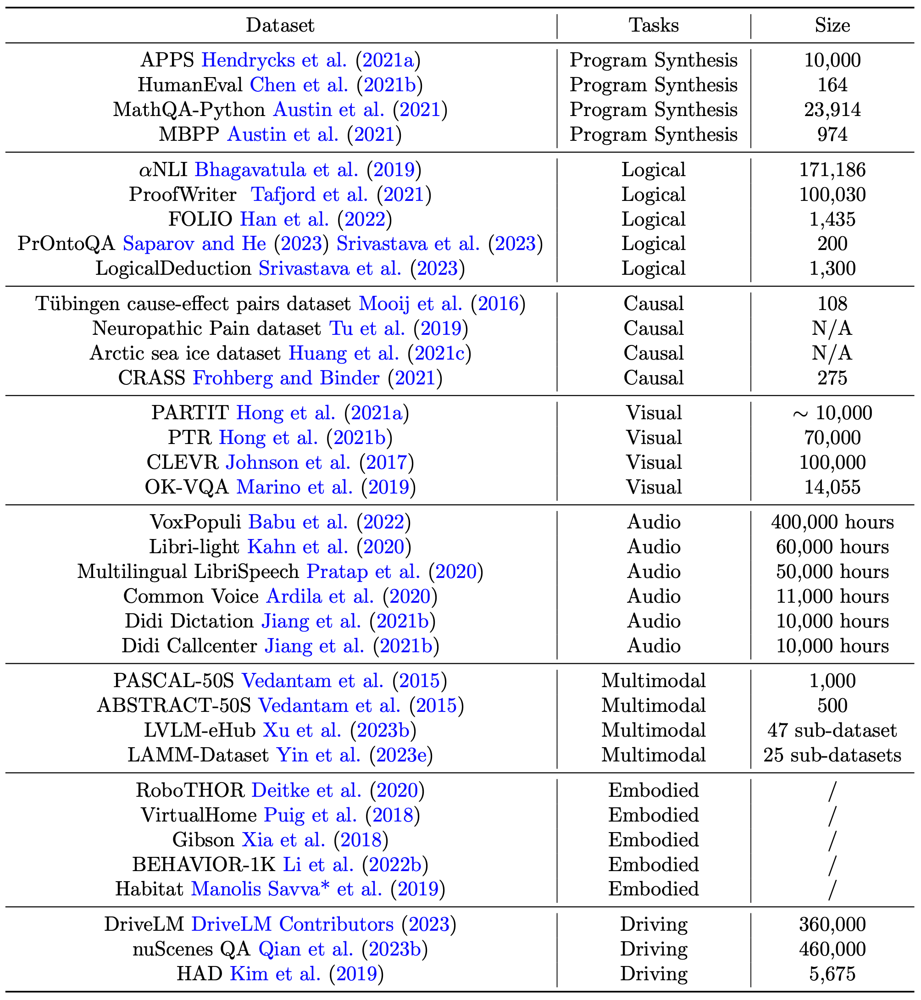 Dataset Tasks Size
APPS Hendrycks et al. (2021a) Program Synthesis 10,000
HumanEval Chen et al. (2021b) Program Synthesis 164
MathQA-Python Austin et al. (2021) Program Synthesis 23,914
MBPP Austin et al. (2021) Program Synthesis 974
αNLI Bhagavatula et al. (2019) Logical 171,186
ProofWriter Tafjord et al. (2021) Logical 100,030
FOLIO Han et al. (2022) Logical 1,435
PrOntoQA Saparov and He (2023) Srivastava et al. (2023) Logical 200
LogicalDeduction Srivastava et al. (2023) Logical 1,300
Tübingen cause-effect pairs dataset Mooij et al. (2016) Causal 108
Neuropathic Pain dataset Tu et al. (2019) Causal N/A
Arctic sea ice dataset Huang et al. (2021c) Causal N/A
CRASS Frohberg and Binder (2021) Causal 275
PARTIT Hong et al. (2021a) Visual ∼ 10,000
PTR Hong et al. (2021b) Visual 70,000
CLEVR Johnson et al. (2017) Visual 100,000
OK-VQA Marino et al. (2019) Visual 14,055
VoxPopuli Babu et al. (2022) Audio 400,000 hours
Libri-light Kahn et al. (2020) Audio 60,000 hours
Multilingual LibriSpeech Pratap et al. (2020) Audio 50,000 hours
Common Voice Ardila et al. (2020) Audio 11,000 hours
Didi Dictation Jiang et al. (2021b) Audio 10,000 hours
Didi Callcenter Jiang et al. (2021b) Audio 10,000 hours
PASCAL-50S Vedantam et al. (2015) Multimodal 1,000
ABSTRACT-50S Vedantam et al. (2015) Multimodal 500
LVLM-eHub Xu et al. (2023b) Multimodal 47 sub-dataset
LAMM-Dataset Yin et al. (2023e) Multimodal 25 sub-datasets
RoboTHOR Deitke et al. (2020) Embodied /
VirtualHome Puig et al. (2018) Embodied /
Gibson Xia et al. (2018) Embodied /
BEHAVIOR-1K Li et al. (2022b) Embodied /
Habitat Manolis Savva* et al. (2019) Embodied /
DriveLM DriveLM Contributors (2023) Driving 360,000
nuScenes QA Qian et al. (2023b) Driving 460,000
HAD Kim et al. (2019) Driving 5,675